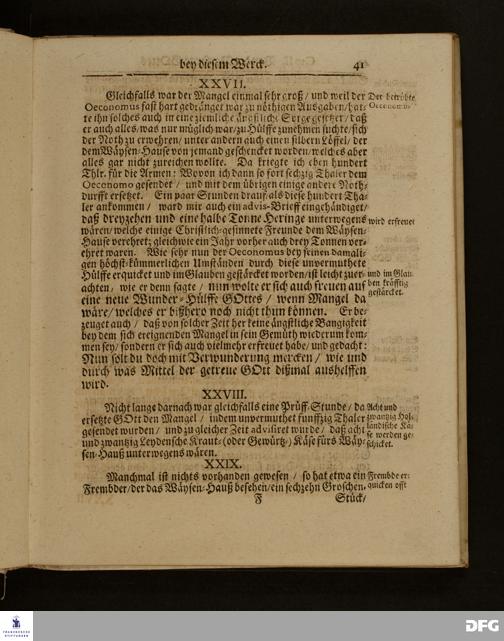 bey diesem Werck. 41
XXVII.
Gleichfalls war der Mangel einmal sehr groß / und weil der
Oeconomus fast hart gedränget war zu nöthigen Ausgaben / hat-
te ihn solches auch in eine ziemliche ängstliche Sorge gesetzet / daß
er auch alles / was nur müglich war / zu Hülffe zunehmen suchte / sich
der Noth zu erwehren / unter andern auch einen silbern Löffel / der
dem Wäysen-Hause von jemand geschencket worden / welches aber
alles gar nicht zureichen wollte. Da kriegte ich eben hundert
Thlr. für die Armen: Wovon ich dann so fort sechzig Thaler dem
Oeconomo gesendet / und mit dem übrigen einige andere Noth-
durfft ersetzet. Ein paar Stunden drauf als diese hundert Tha-
ler ankommen / ward mir auch ein advis-Brieff eingehändiget /
daß dreyzehen und eine halbe Tonne Heringe unterwegens
wären / welche einige Christlich-gesinnete Freunde dem Wäysen-
Hause verehret; gleichwie ein Jahr vorher auch drey Tonnen ver-
ehret waren. Wie sehr nun der Oeconomus bey seinen damali-
gen höchst-kümmerlichen Umständen durch diese unvermuthete
Hülffe erquicket und im Glauben gestärcket worden / ist leicht zu er-
achten / wie er denn sagte / nun wolte er sich auch freuen auf
eine neue Wunder-Hülffe GOttes / wenn Mangel da
wäre / welches er bißhero noch nicht thun können. Er be-
zeuget auch / daß von solcher Zeit her keine ängstliche Bangigkeit
bey dem sich ereignenden Mangel in sein Gemüth wiederum kom-
men sey / sondern er sich auch vielmehr erfreuet habe / und gedacht:
Nun solt du doch mit Verwunderung mercken / wie und
durch was Mittel der getreue GOtt dißmal aushelffen
wird.
Der betrübte
Oeconomus
wird erfreuet
und im Glau-
ben kräfftig
gestärcket.
XXVIII.
Nicht lange darnach war gleichfalls eine Prüff-Stunde / da
ersetzte GOtt den Mangel / indem unvermuthet funffzig Thaler
gesendet wurden / und zu gleicher Zeit advisiret wurde / daß acht
und zwantzig Leydensche Kraut- (oder Gewürtz-) Käse fürs Wäy-
sen-Hauß unterwegens wären.
Acht und
zwantzig Hol-
ländische Kä-
se werden ge-
schicket.
XXIX.
Manchmal ist nichts vorhanden gewesen / so hat etwa ein
Frembder / der das Wäysen-Hauß besehen / ein sechzehn Groschen-
Frembde er-
quicken offt
F Stück /
FRANCKESCHE
STIFTUNGEN
DFG